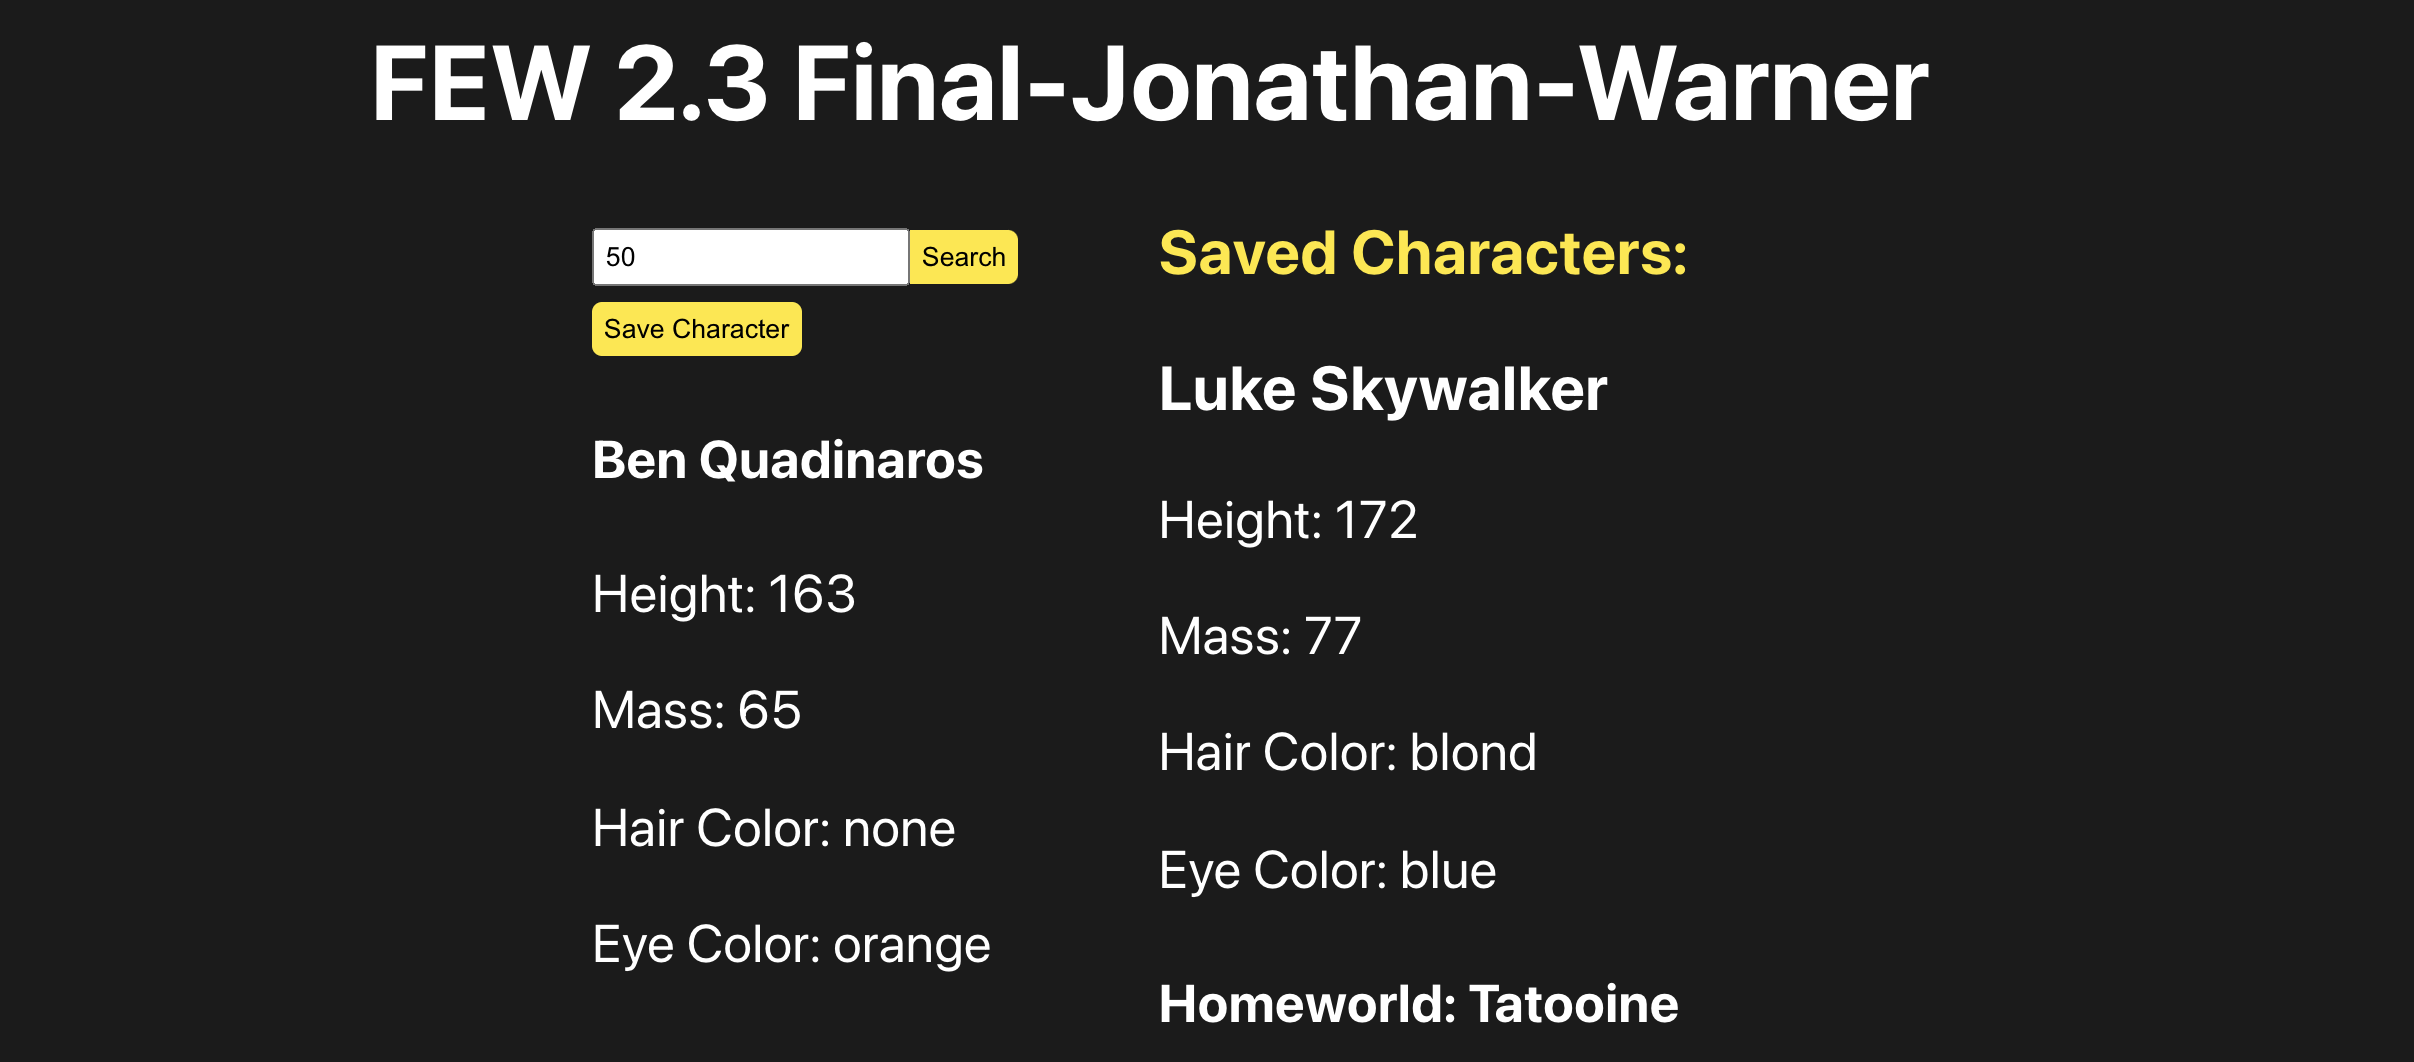 FEW 2.3 Final-Jonathan-Warner
50
Search
Save Character
Ben Quadinaros
Height: 163
Mass: 65
Hair Color: none
Eye Color: orange
Saved Characters:
Luke Skywalker
Height: 172
Mass: 77
Hair Color: blond
Eye Color: blue
Homeworld: Tatooine